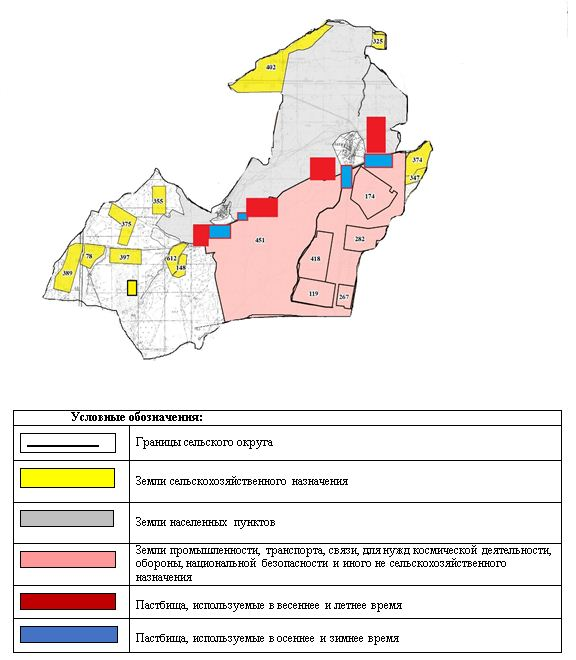 325
402
374
347
174
355
375
451
282
78
397
612
148
418
389
119
267
Условные обозначения:
Границы сельского округа
Земли сельскохозяйственного назначения
Земли населенных пунктов
Земли промышленности, транспорта, связи, для нужд космической деятельности,
обороны, национальной безопасности и иного не сельскохозяйственного
назначения
Пастбища, используемые в весеннее и летнее время
Пастбища, используемые в осеннее и зимнее время